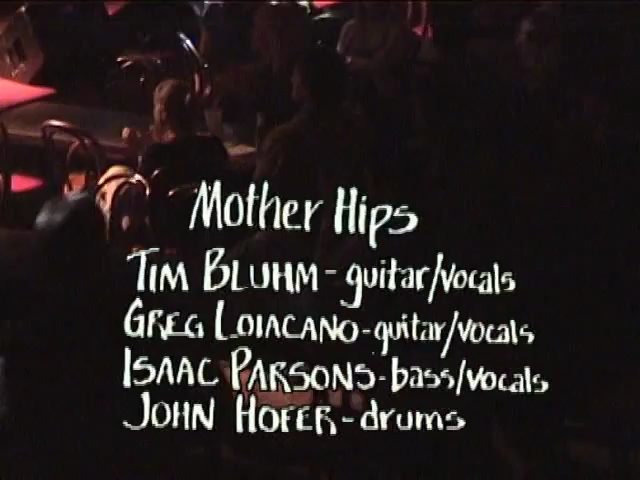 Mother Hips
TIM BLUHM - guitar/vocals
GREG LOIACANO - guitar/vocals
ISAAC PARSONS - bass/vocals
JOHN HOFER - drums